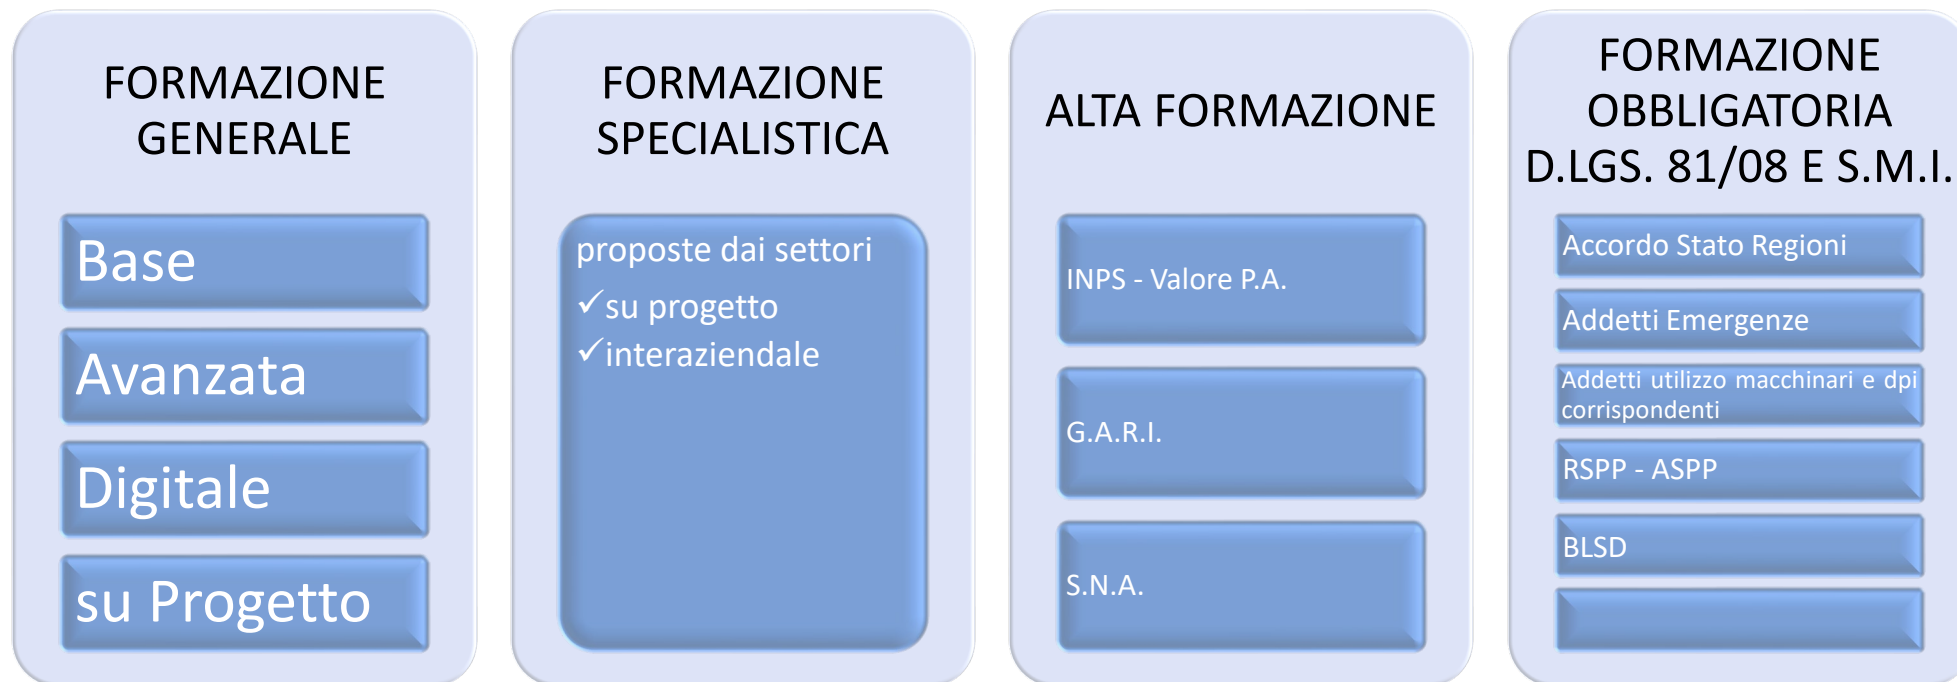 FORMAZIONE
GENERALE
Base
Avanzata
Digitale
su Progetto
FORMAZIONE
SPECIALISTICA
proposte dai settori
✓su progetto
✓interaziendale
ALTA FORMAZIONE
INPS - Valore P.A.
G.A.R.I.
S.N.A.
FORMAZIONE
OBBLIGATORIA
D.LGS. 81/08 E S.M.I.
Accordo Stato Regioni
Addetti Emergenze
Addetti utilizzo macchinari e dpi
corrispondenti
RSPP - ASPP
BLSD